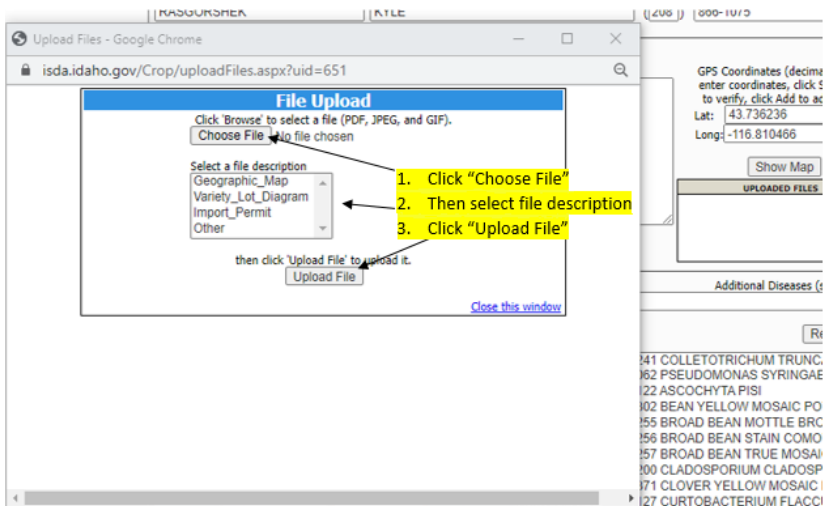 RASGORSHEK KYLE (208) 866-1075
Upload Files - Google Chrome
isda.idaho.gov/Crop/uploadFiles.aspx?uid=651
File Upload
Click 'Browse' to select a file (PDF, JPEG, and GIF).
Choose File No file chosen
Select a file description
Geographic_Map
Variety_Lot_Diagram
Import_Permit
Other
then click 'Upload File' to upload it.
Upload File
Close this window
1. Click “Choose File”
2. Then select file description
3. Click “Upload File”
GPS Coordinates (decima
enter coordinates, click S
to verify, click Add to ac
Lat: 43.736236
Long: -116.810466
Show Map
UPLOADED FILES
Additional Diseases (s
Re
241 COLLETOTRICHUM TRUNC
062 PSEUDOMONAS SYRINGAE
122 ASCOCHYTA PISI
802 BEAN YELLOW MOSAIC PO
255 BROAD BEAN MOTTLE BRO
256 BROAD BEAN STAIN COMO
257 BROAD BEAN TRUE MOSAI
200 CLADOSPORIUM CLADOSP
871 CLOVER YELLOW MOSAIC
127 CURTOBACTERIUM FLACCU